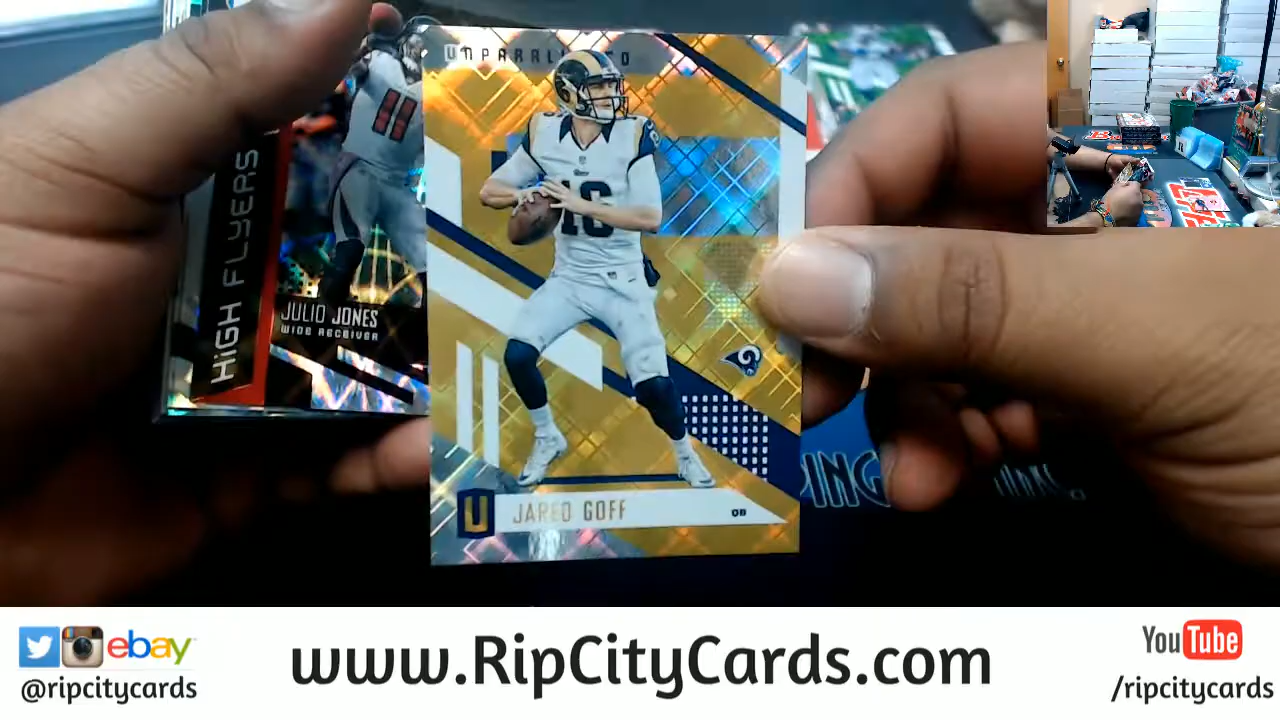 UNPARALLELED
16
U
JARED GOFF
QB
11
HIGH FLYERS
JULIO JONES
WIDE RECEIVER
PING
ebay
@ripcitycards
www.RipCityCards.com
YouTube
/ripcitycards